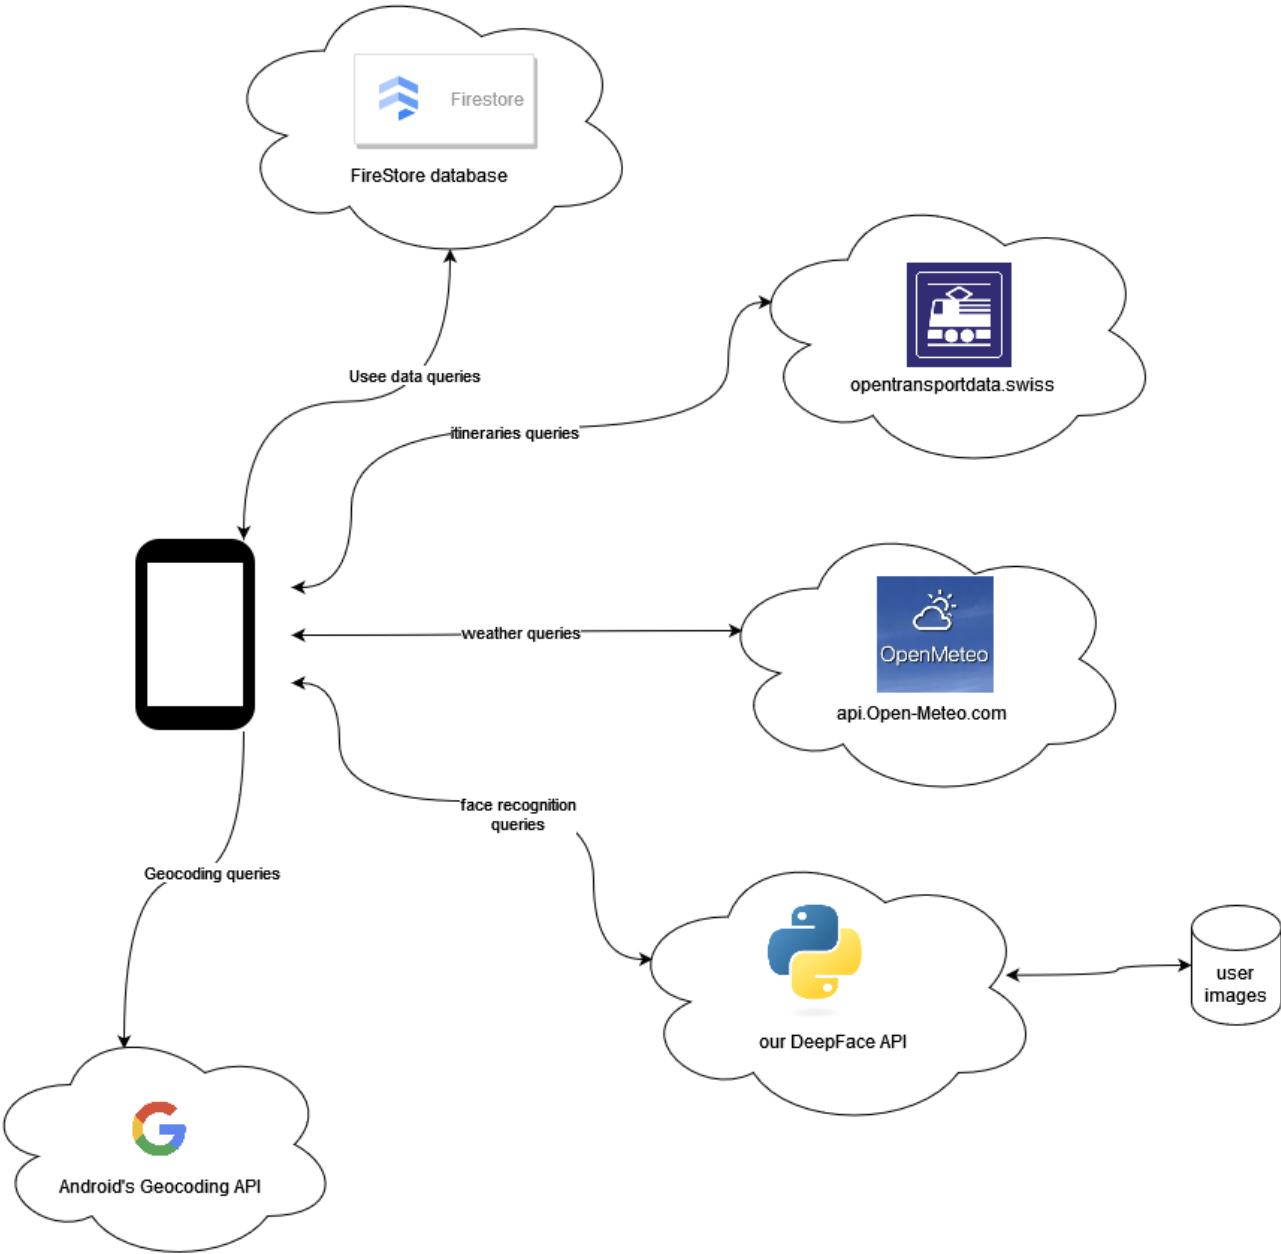 Firestore
FireStore database
opentransportdata.swiss
Usee data queries
itineraries queries
OpenMeteo
weather queries
api.Open-Meteo.com
face recognition
queries
Geocoding queries
user
images
our DeepFace API
Android's Geocoding API